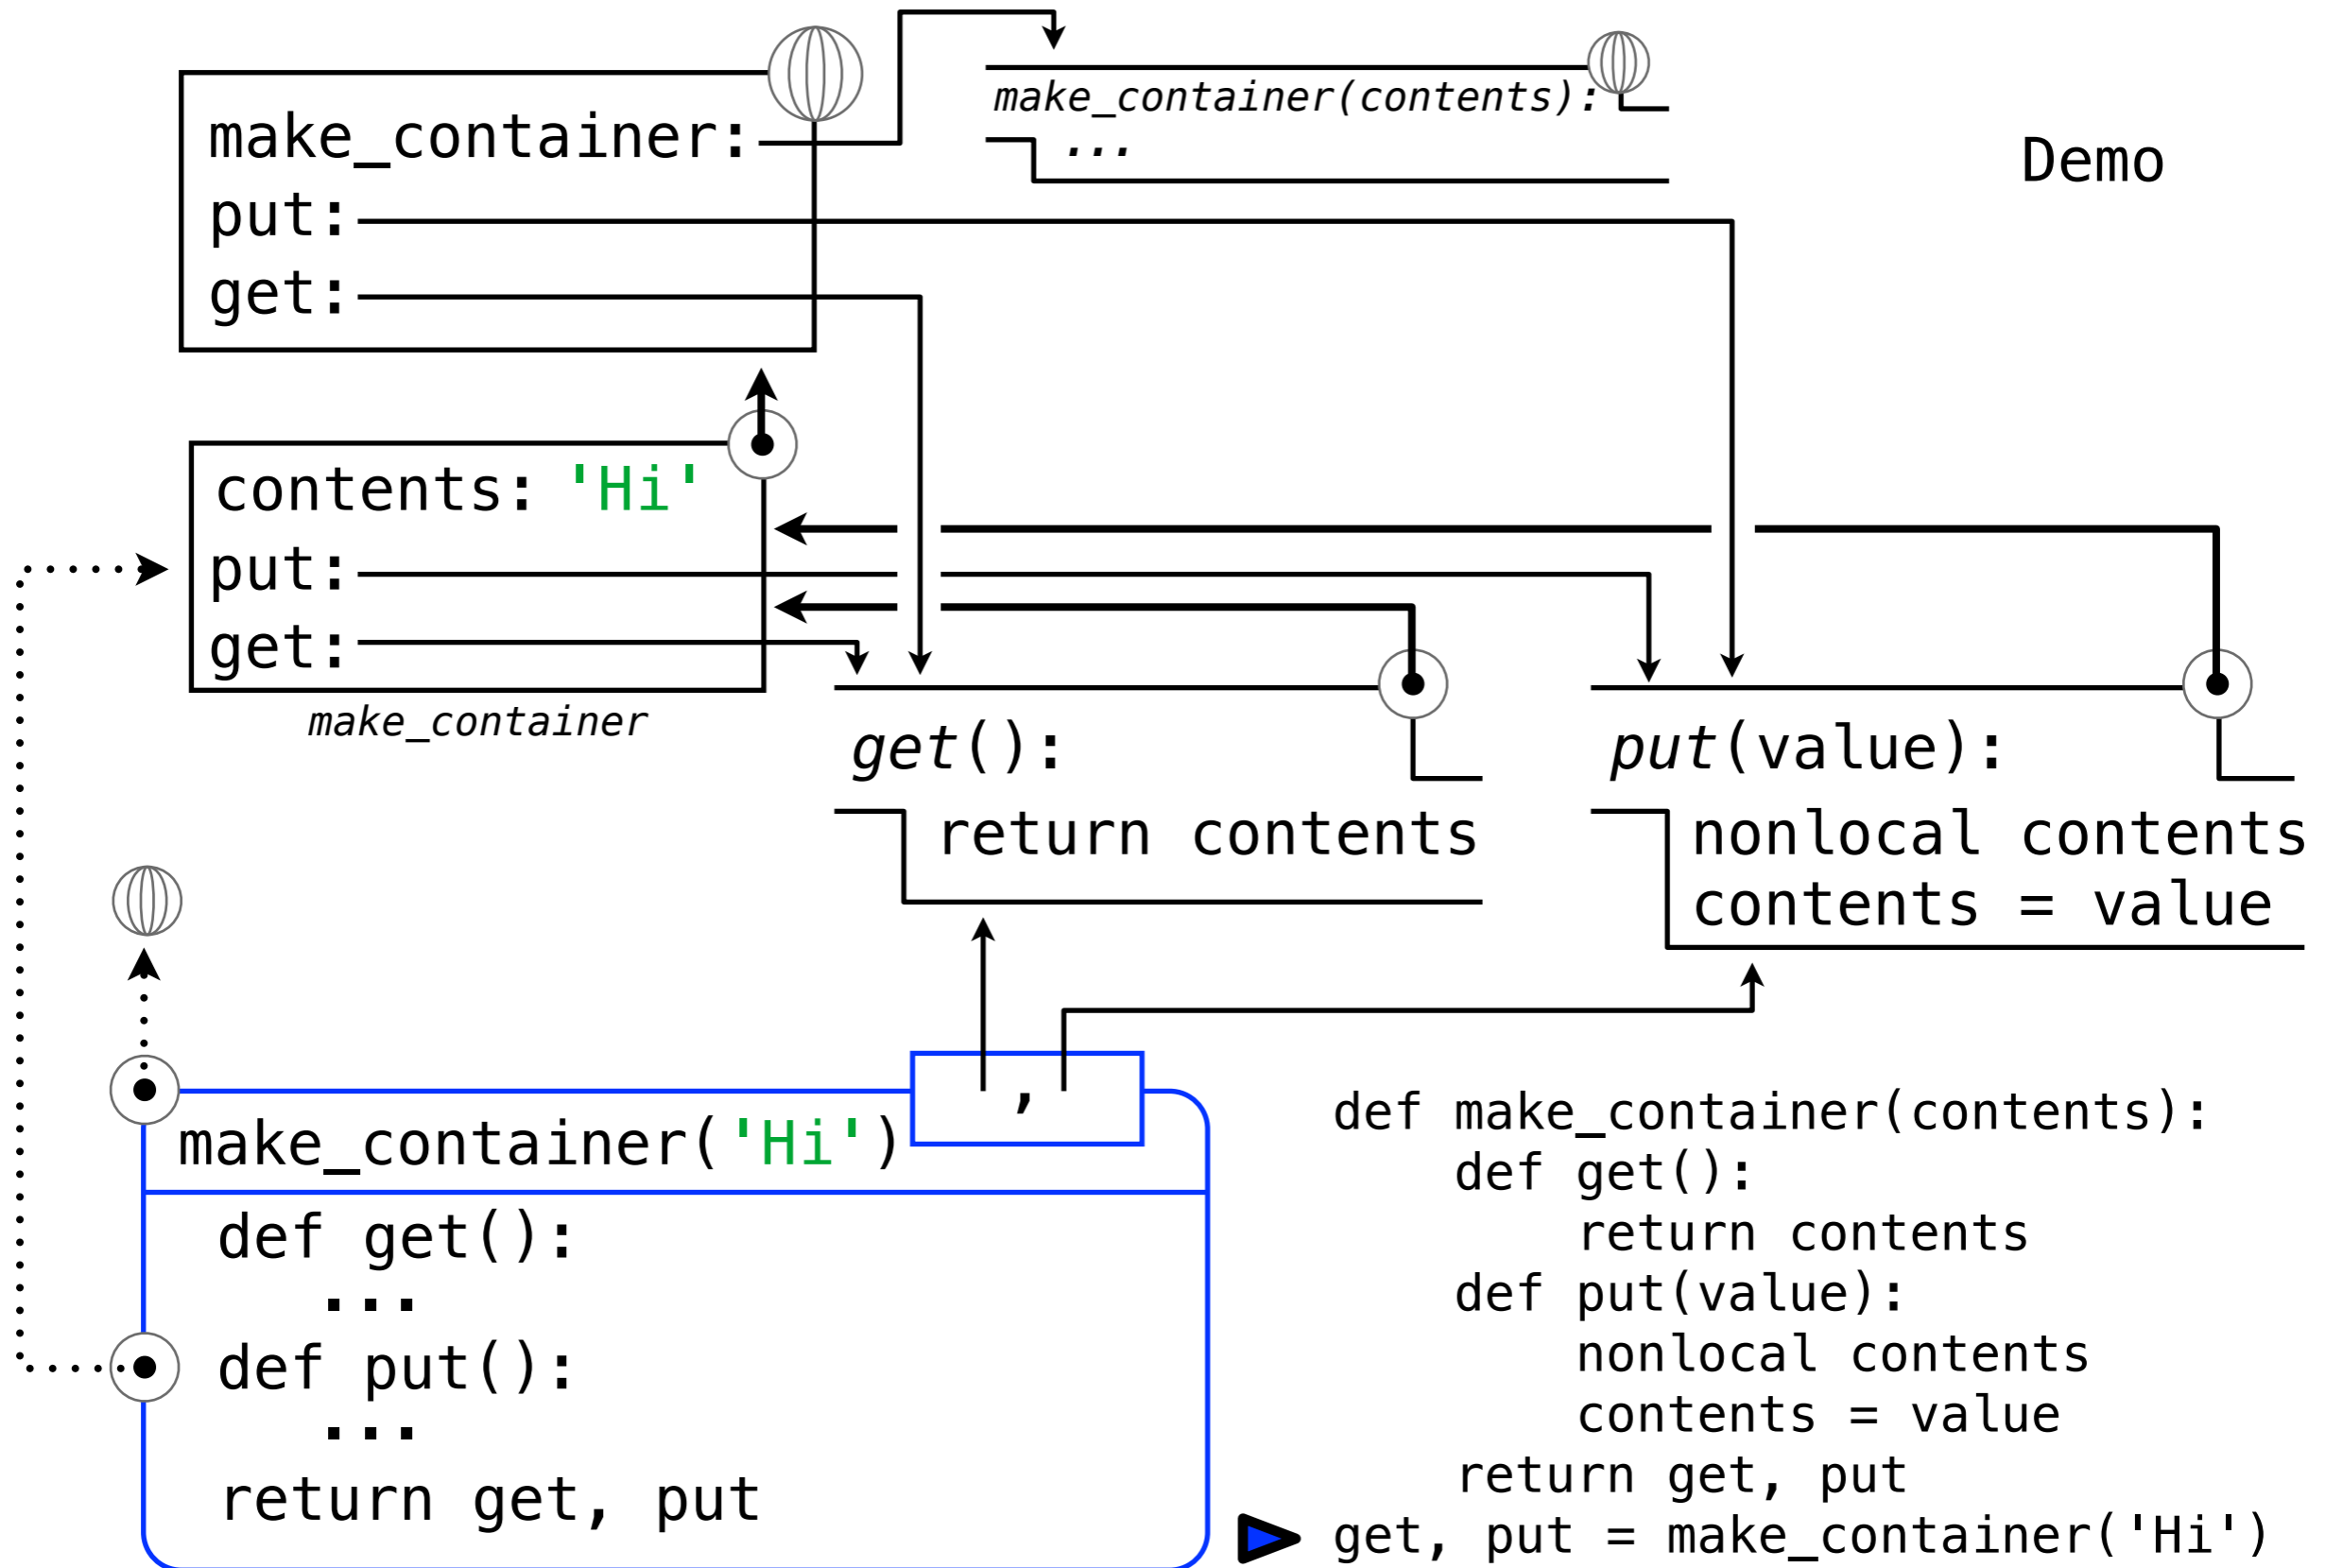 make_container:
put:
get:
make_container(contents):
...
Demo
contents: 'Hi'
put:
get:
make_container
get():
return contents
put(value):
nonlocal contents
contents = value
,
make_container('Hi')
def get():
...
def put():
...
return get, put
def make_container(contents):
def get():
return contents
def put(value):
nonlocal contents
contents = value
return get, put
get, put = make_container('Hi')